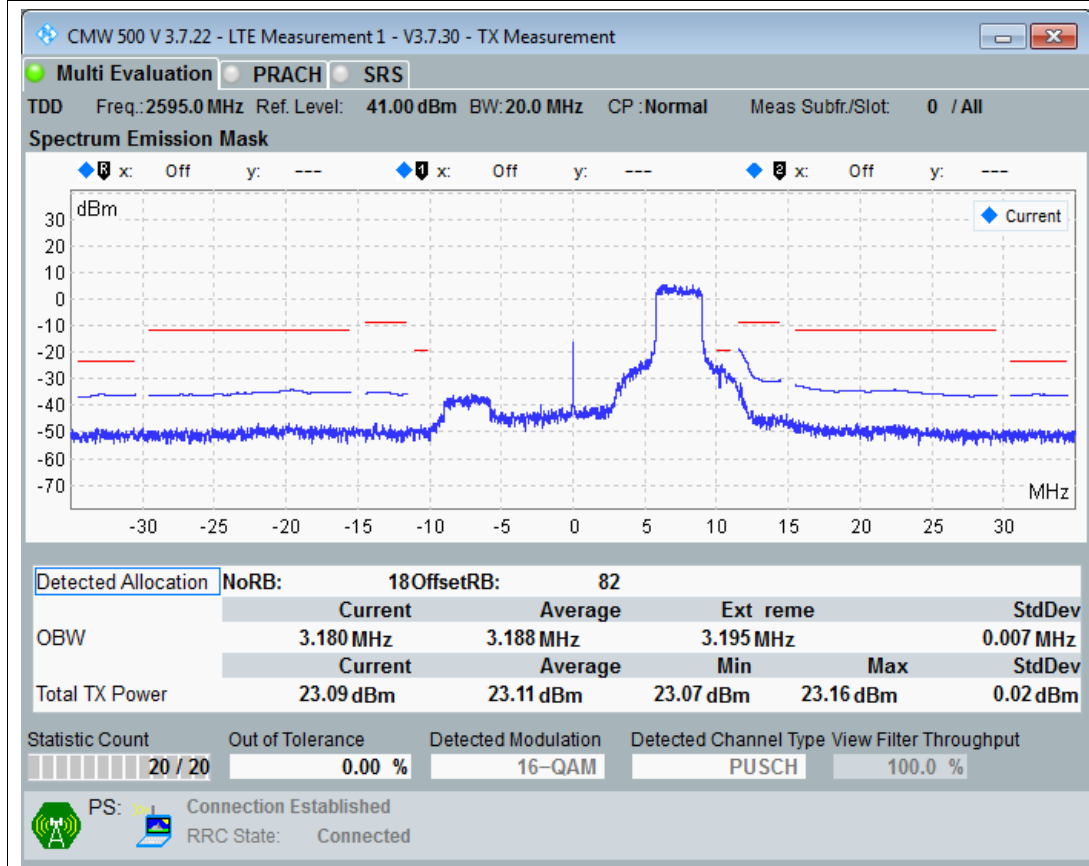 CMW 500 V 3.7.22 - LTE Measurement 1 - V3.7.30 - TX Measurement
Multi Evaluation PRACH SRS
TDD Freq.: 2595.0 MHz Ref. Level: 41.00 dBm BW: 20.0 MHz CP : Normal Meas Subfr./Slot: 0 / All
Spectrum Emission Mask
R x: Off y: --- 1 x: Off y: --- 2 x: Off y: ---
dBm
Current
30
20
10
0
-10
-20
-30
-40
-50
-60
-70
MHz
-30 -25 -20 -15 -10 -5 0 5 10 15 20 25 30
Detected Allocation NoRB: 18 OffsetRB: 82
Current Average Ext reme StdDev
OBW 3.180 MHz 3.188 MHz 3.195 MHz 0.007 MHz
Current Average Min Max StdDev
Total TX Power 23.09 dBm 23.11 dBm 23.07 dBm 23.16 dBm 0.02 dBm
Statistic Count Out of Tolerance Detected Modulation Detected Channel Type View Filter Throughput
20 / 20 0.00 % 16-QAM PUSCH 100.0 %
PS: Connection Established
RRC State: Connected